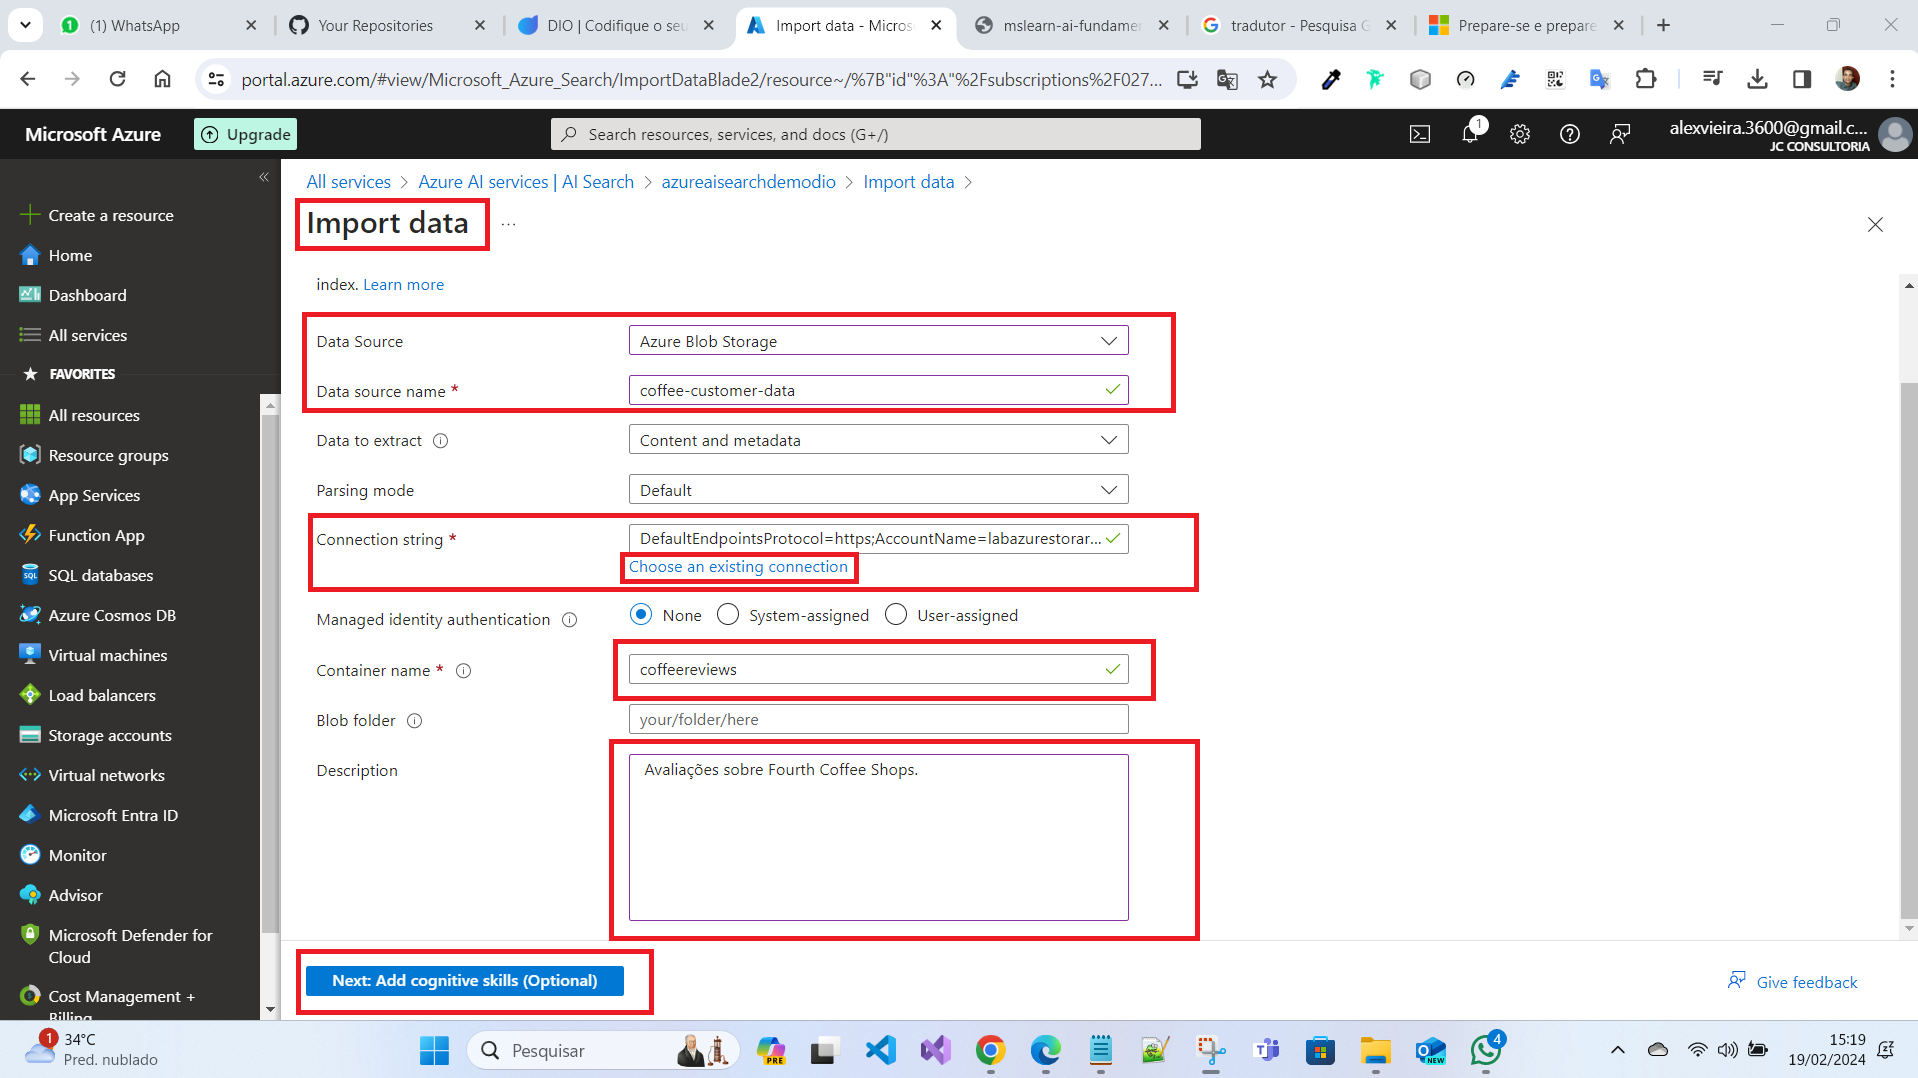 (1) WhatsApp
Your Repositories
DIO | Codifique o seu
Import data - Micros
mslearn-ai-fundamen
tradutor - Pesquisa G
Prepare-se e prepare
portal.azure.com/#view/Microsoft_Azure_Search/ImportDataBlade2/resource~/%7B"id"%3A"%2Fsubscriptions%2F027...
Microsoft Azure
Upgrade
Search resources, services, and docs (G+/)
1
alexvieira.3600@gmail.c...
JC CONSULTORIA
Create a resource
Home
Dashboard
All services
FAVORITES
All resources
Resource groups
App Services
Function App
SQL databases
Azure Cosmos DB
Virtual machines
Load balancers
Storage accounts
Virtual networks
Microsoft Entra ID
Monitor
Advisor
Microsoft Defender for
Cloud
Cost Management +
Billing
All services > Azure AI services | AI Search > azureaisearchdemodio > Import data >
Import data ...
index. Learn more
Data Source
Azure Blob Storage
Data source name *
coffee-customer-data
Data to extract
Content and metadata
Parsing mode
Default
Connection string *
DefaultEndpointsProtocol=https;AccountName=labazurestorar...
Choose an existing connection
Managed identity authentication
None
System-assigned
User-assigned
Container name *
coffeereviews
Blob folder
your/folder/here
Description
Avaliações sobre Fourth Coffee Shops.
Next: Add cognitive skills (Optional)
Give feedback
1
34°C
Pred. nublado
Pesquisar
PRE
NEW
4
15:19
19/02/2024